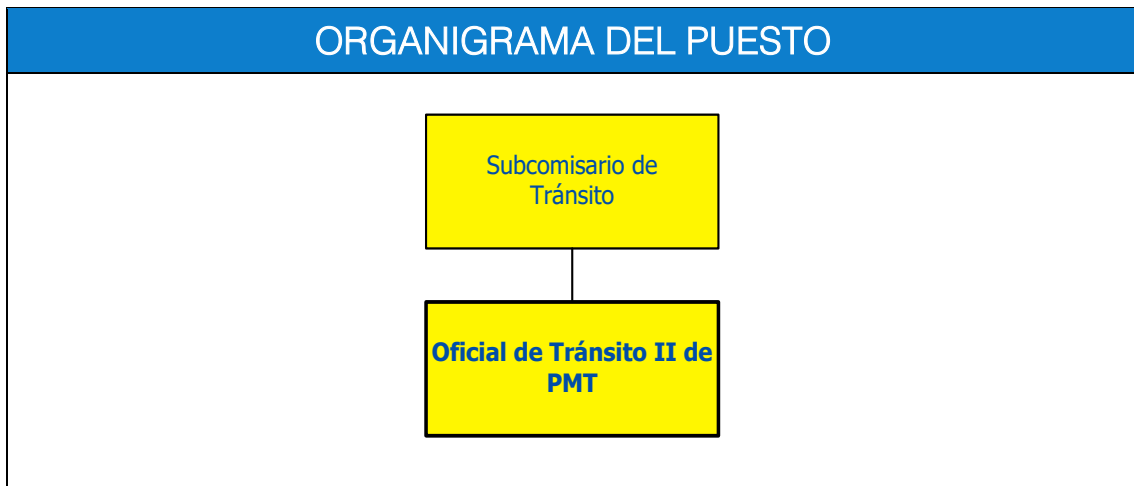 ORGANIGRAMA DEL PUESTO
Subcomisario de
Tránsito
Oficial de Tránsito II de
PMT